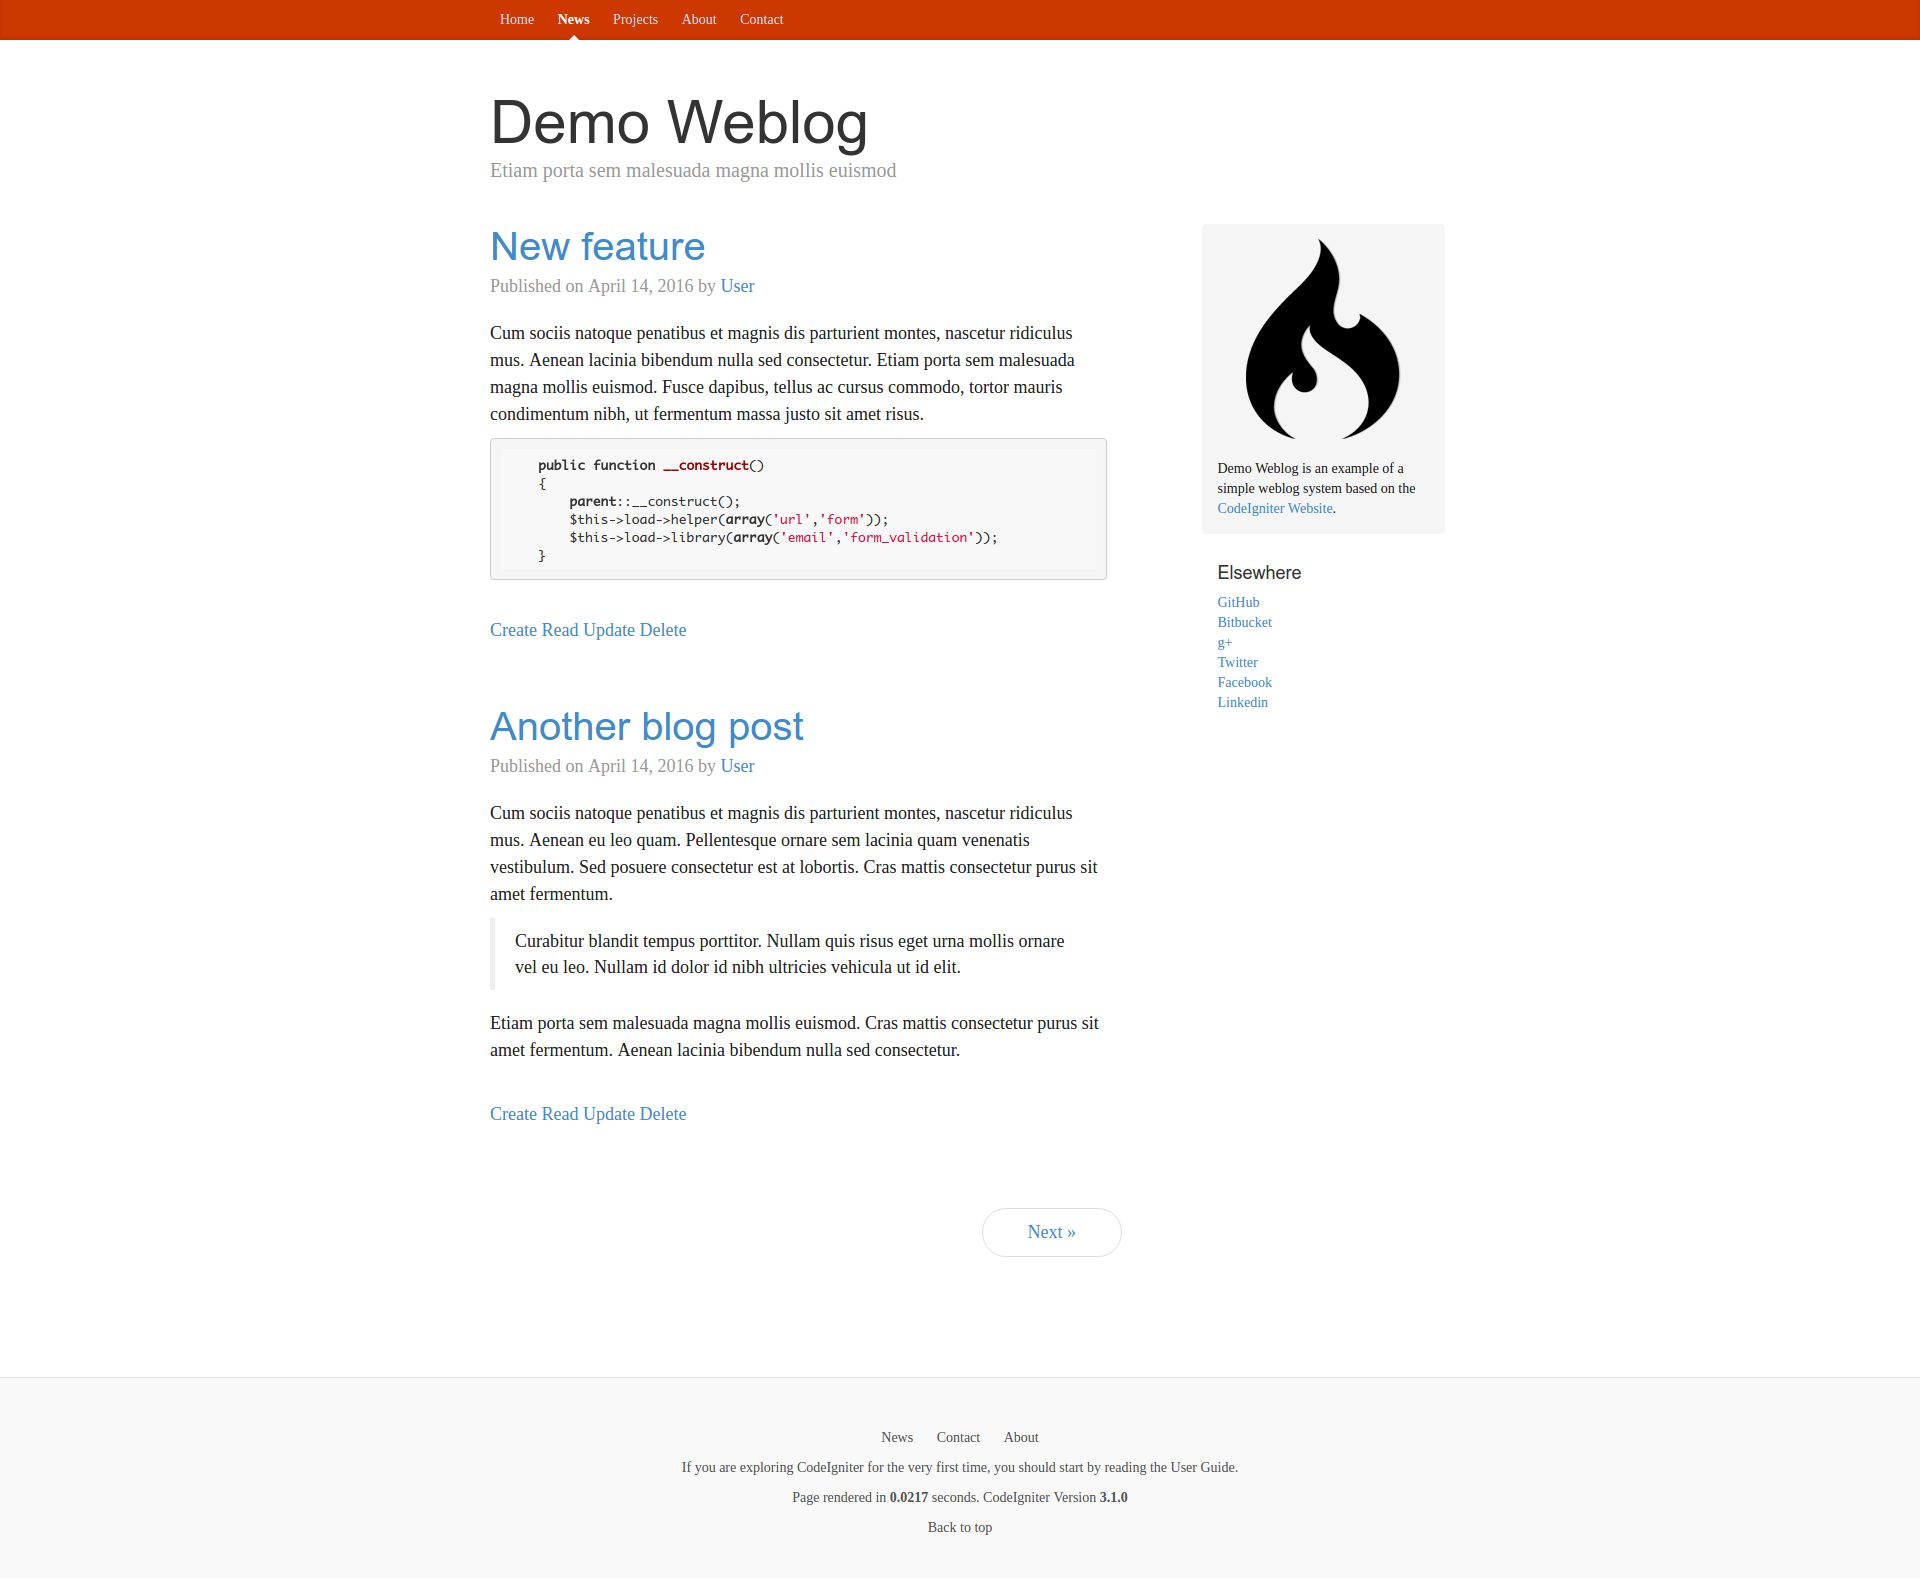 Home News Projects About Contact
Demo Weblog
Etiam porta sem malesuada magna mollis euismod
New feature
Published on April 14, 2016 by User
Cum sociis natoque penatibus et magnis dis parturient montes, nascetur ridiculus
mus. Aenean lacinia bibendum nulla sed consectetur. Etiam porta sem malesuada
magna mollis euismod. Fusce dapibus, tellus ac cursus commodo, tortor mauris
condimentum nibh, ut fermentum massa justo sit amet risus.
public function __construct()
{
parent::__construct();
$this->load->helper(array('url','form'));
$this->load->library(array('email','form_validation'));
}
Create Read Update Delete
Another blog post
Published on April 14, 2016 by User
Cum sociis natoque penatibus et magnis dis parturient montes, nascetur ridiculus
mus. Aenean eu leo quam. Pellentesque ornare sem lacinia quam venenatis
vestibulum. Sed posuere consectetur est at lobortis. Cras mattis consectetur purus sit
amet fermentum.
Curabitur blandit tempus porttitor. Nullam quis risus eget urna mollis ornare
vel eu leo. Nullam id dolor id nibh ultricies vehicula ut id elit.
Etiam porta sem malesuada magna mollis euismod. Cras mattis consectetur purus sit
amet fermentum. Aenean lacinia bibendum nulla sed consectetur.
Create Read Update Delete
Next »
Demo Weblog is an example of a
simple weblog system based on the
CodeIgniter Website.
Elsewhere
GitHub
Bitbucket
g+
Twitter
Facebook
Linkedin
News Contact About
If you are exploring CodeIgniter for the very first time, you should start by reading the User Guide.
Page rendered in 0.0217 seconds. CodeIgniter Version 3.1.0
Back to top